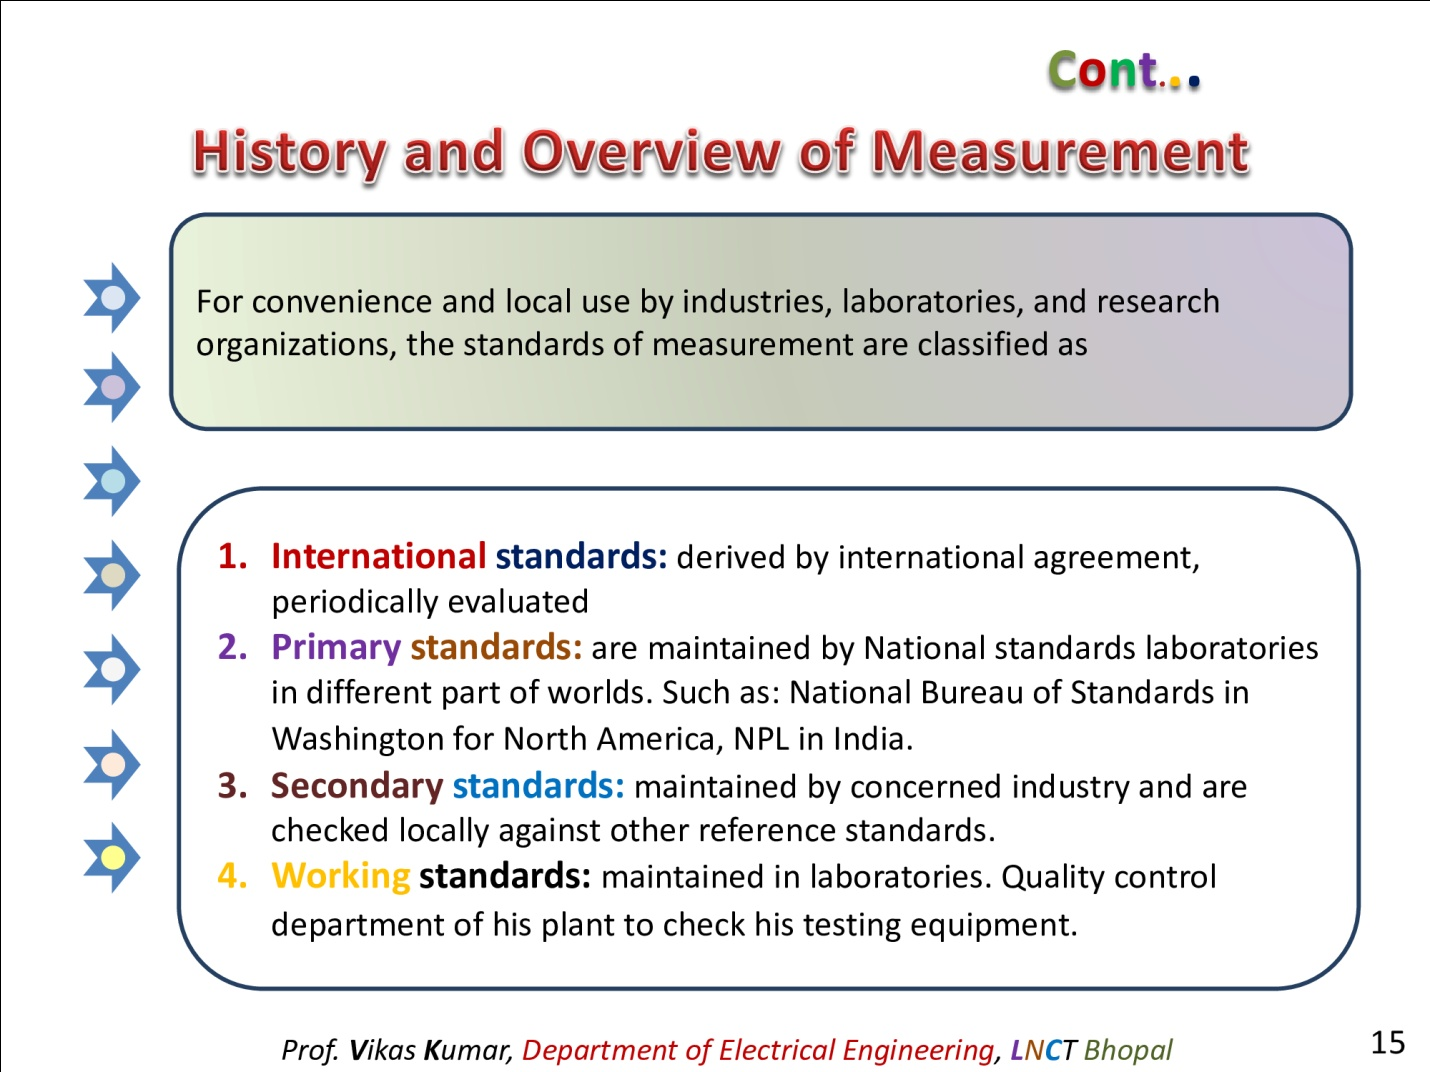 Cont...
History and Overview of Measurement
For convenience and local use by industries, laboratories, and research
organizations, the standards of measurement are classified as
1. International standards: derived by international agreement,
periodically evaluated
2. Primary standards: are maintained by National standards laboratories
in different part of worlds. Such as: National Bureau of Standards in
Washington for North America, NPL in India.
3. Secondary standards: maintained by concerned industry and are
checked locally against other reference standards.
4. Working standards: maintained in laboratories. Quality control
department of his plant to check his testing equipment.
Prof. Vikas Kumar, Department of Electrical Engineering, LNCT Bhopal
15